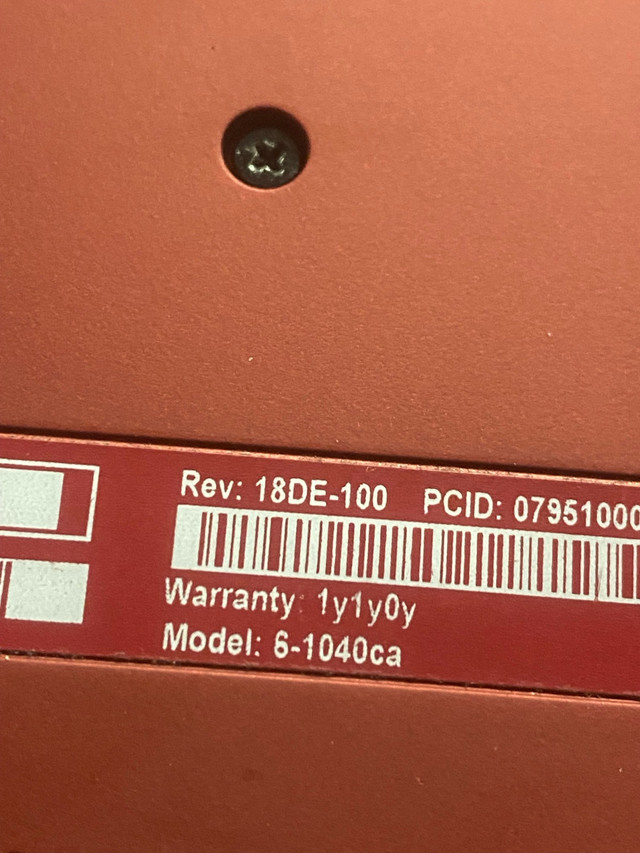 Rev: 18DE-100 PCID: 07951000
Warranty: 1y1y0y
Model: 6-1040ca